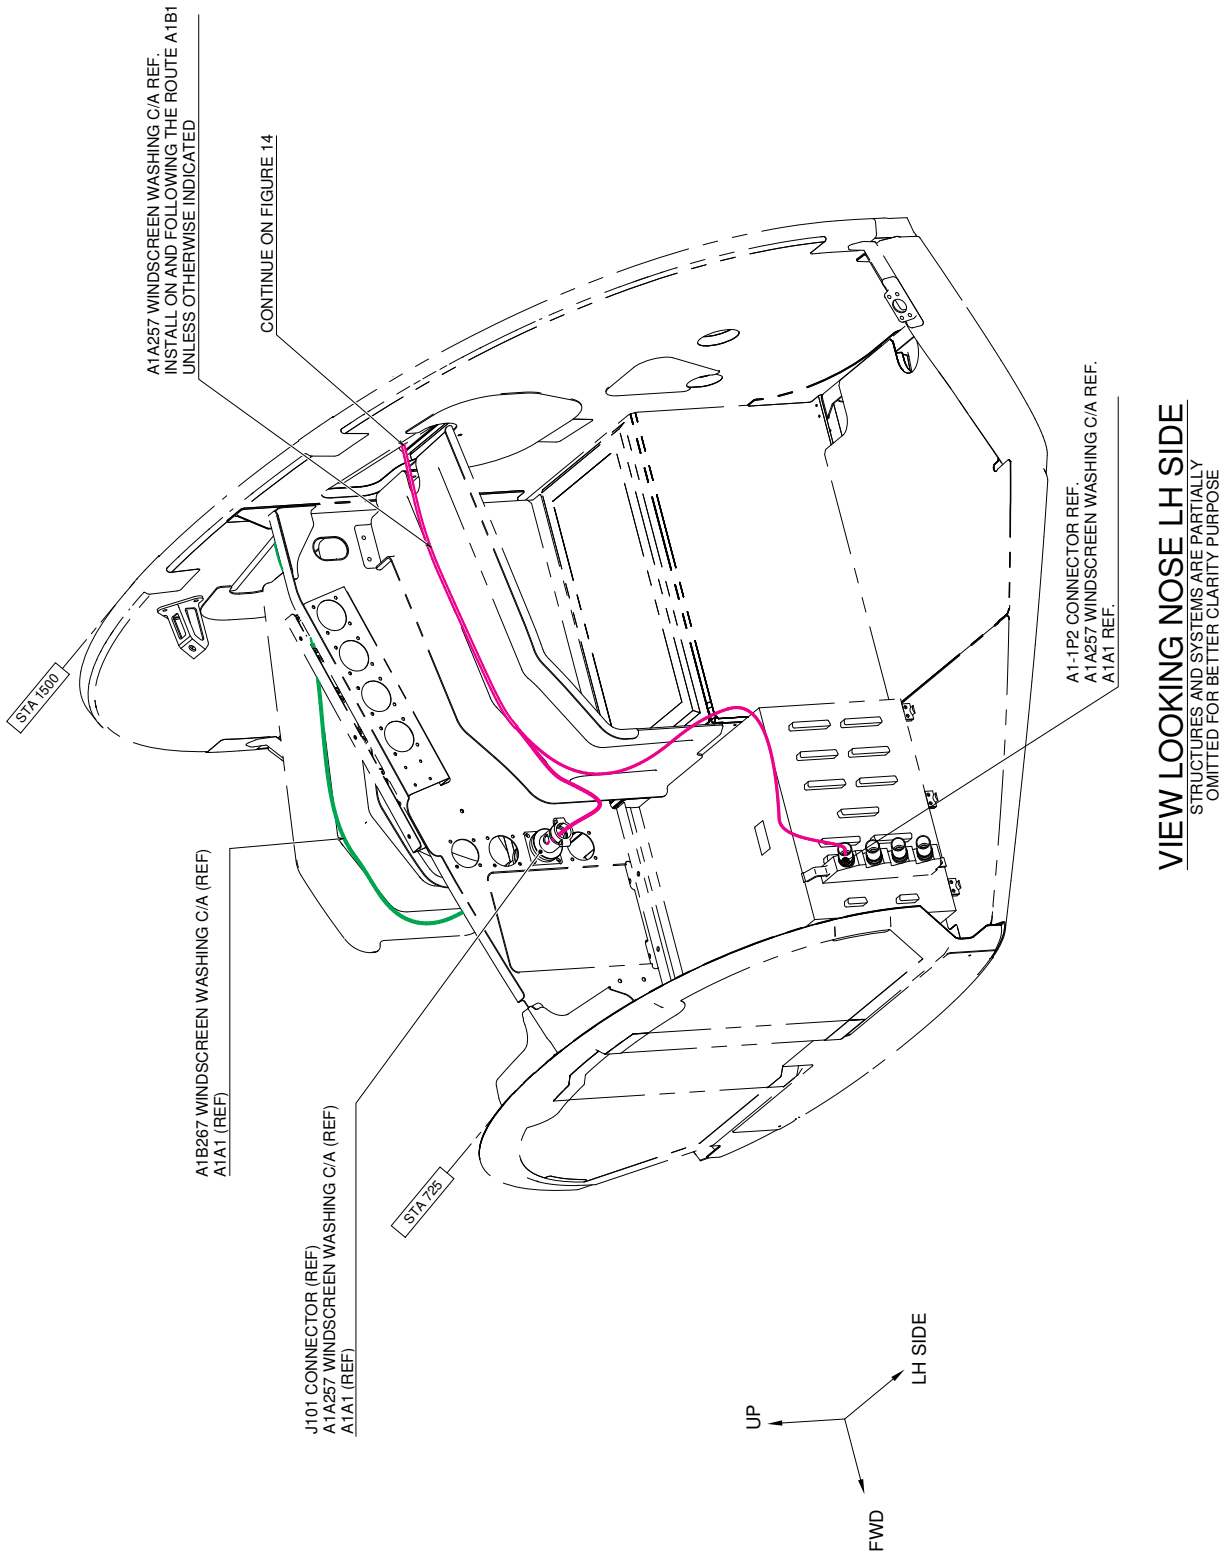 A1A257 WINDSCREEN WASHING C/A REF.
INSTALL ON AND FOLLOWING THE ROUTE A1B1
UNLESS OTHERWISE INDICATED
CONTINUE ON FIGURE 14
STA 1500
A1B267 WINDSCREEN WASHING C/A (REF)
A1A1 (REF)
STA 725
J101 CONNECTOR (REF)
A1A257 WINDSCREEN WASHING C/A (REF)
A1A1 (REF)
A1-1P2 CONNECTOR REF.
A1A257 WINDSCREEN WASHING C/A REF.
A1A1 REF.
UP
FWD
LH SIDE
VIEW LOOKING NOSE LH SIDE
STRUCTURES AND SYSTEMS ARE PARTIALLY
OMITTED FOR BETTER CLARITY PURPOSE